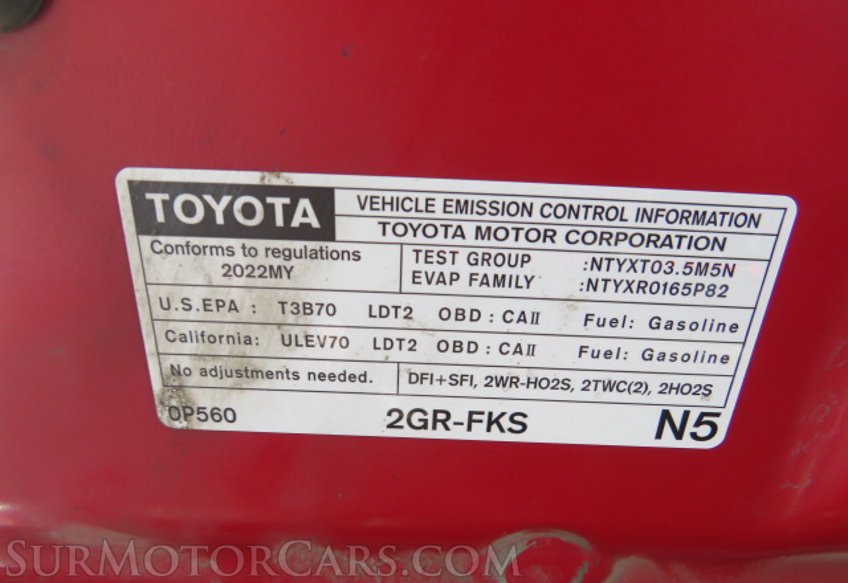 TOYOTA
VEHICLE EMISSION CONTROL INFORMATION
TOYOTA MOTOR CORPORATION
Conforms to regulations
2022MY
TEST GROUP :NTYXT03.5M5N
EVAP FAMILY :NTYXR0165P82
U.S.EPA : T3B70 LDT2 OBD : CAII Fuel: Gasoline
California: ULEV70 LDT2 OBD : CAII Fuel: Gasoline
No adjustments needed. DFI+SFI, 2WR-HO2S, 2TWC(2), 2HO2S
0P560 2GR-FKS N5
SurMotorCars.com